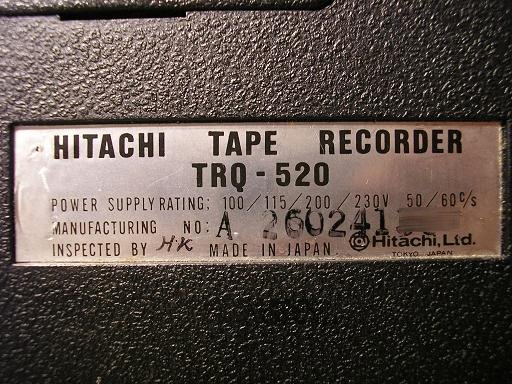 HITACHI TAPE RECORDER
TRQ-520
POWER SUPPLY RATING: 100/115/200/230V 50/60c/s
MANUFACTURING NO: A 260241
INSPECTED BY H.K MADE IN JAPAN. Hitachi, Ltd.
TOKYO JAPAN